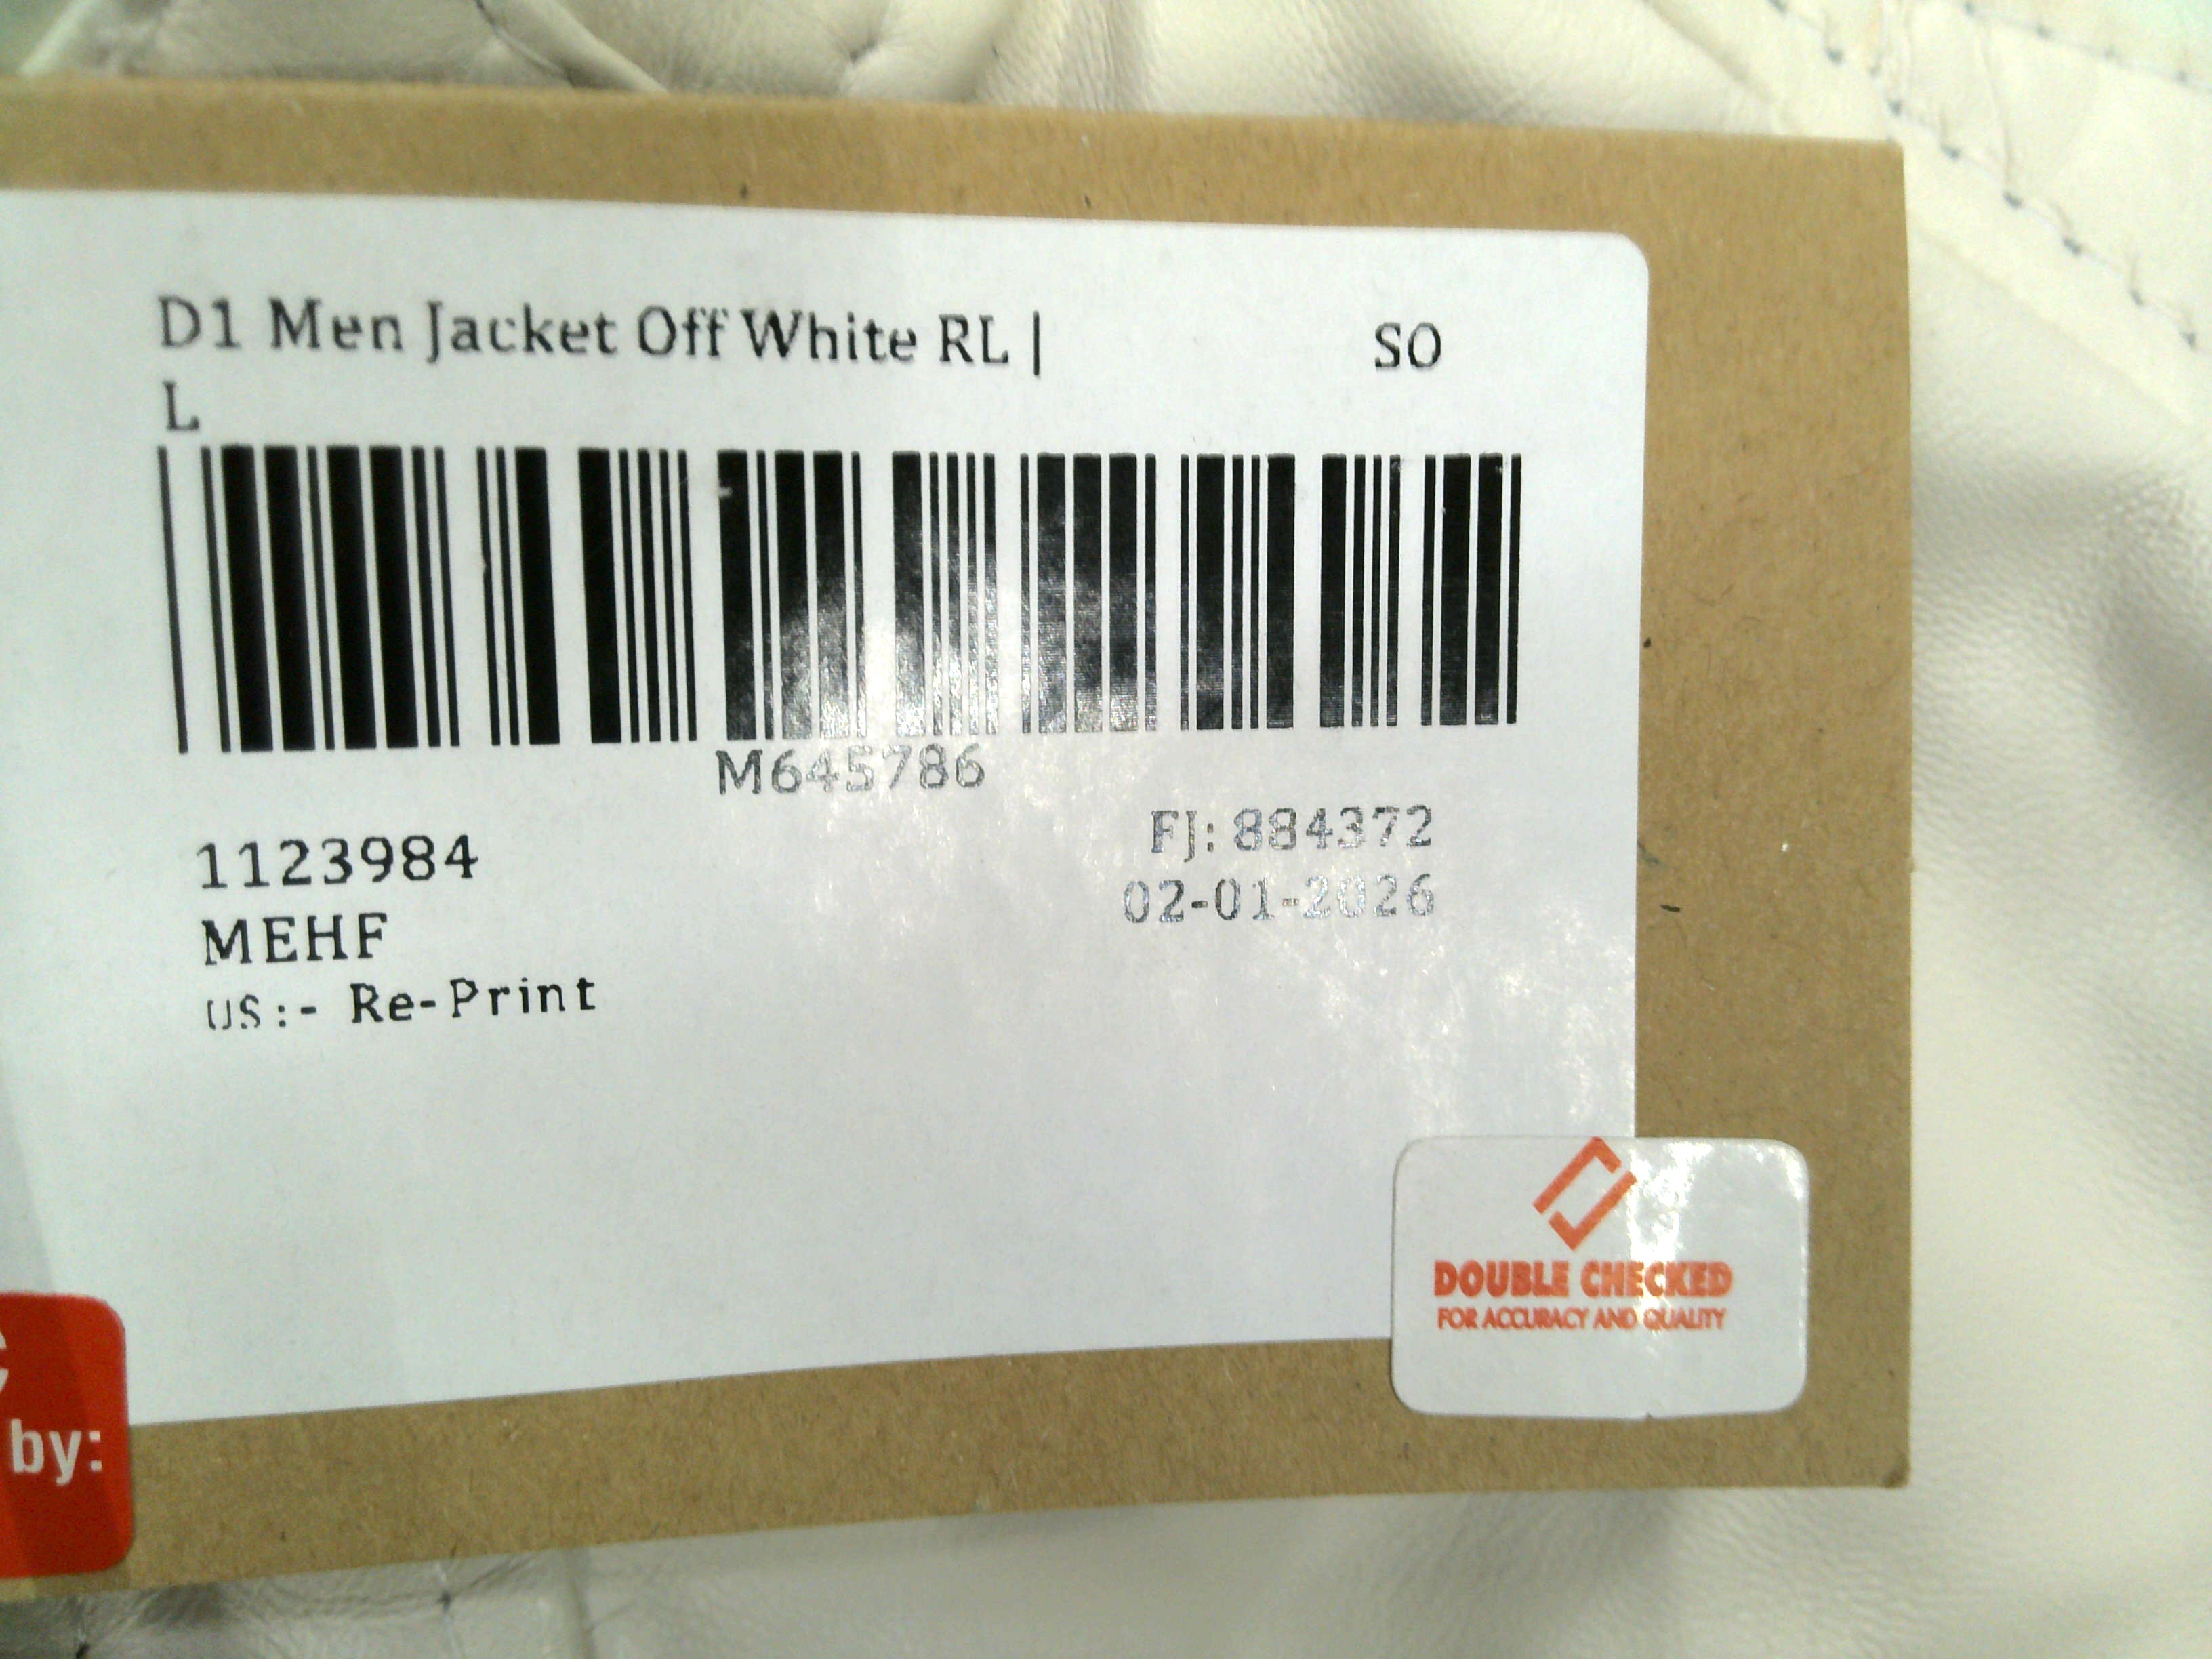 D1 Men Jacket Off White RL |
L
SO
M645786
1123984
FJ: 884372
MEHF
02-01-2026
US:- Re-Print
DOUBLE CHECKED
FOR ACCURACY AND QUALITY
by: